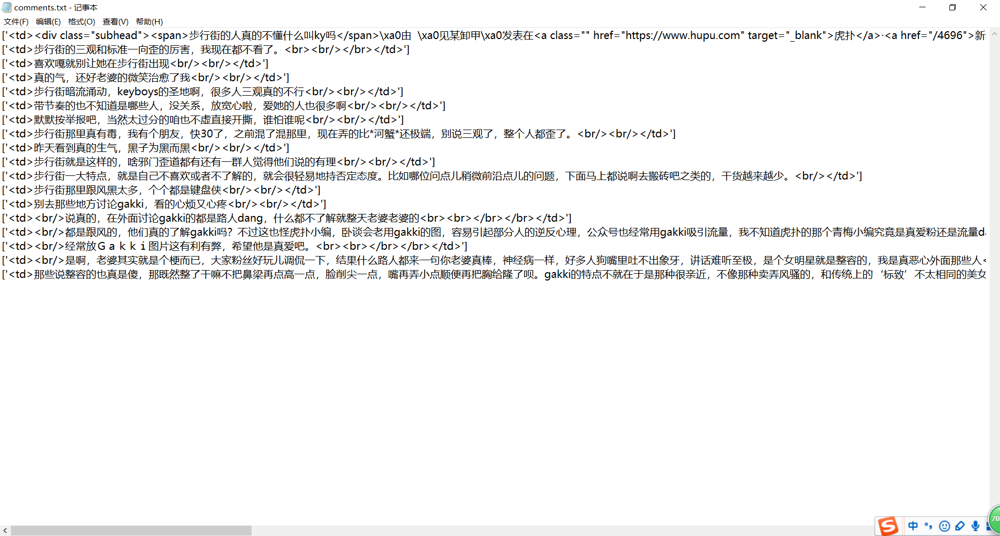 comments.txt - 记事本
文件(F) 编辑(E) 格式(O) 查看(V) 帮助(H)
['<td><div class="subhead"><span>步行街的人真的不懂什么叫ky吗</span>\xa0由  \xa0见某卸甲\xa0发表在<a class="" href="https://www.hupu.com" target="_blank">虎扑</a>·<a href="/4696">新
['<td>步行街的三观和标准一向歪的厉害，我现在都不看了。<br><br/></br></td>']
['<td>喜欢嘎就别让她在步行街出现<br/><br/></td>']
['<td>真的气，还好老婆的微笑治愈了我<br/><br/></td>']
['<td>步行街暗流涌动，keyboys的圣地啊，很多人三观真的不行<br/><br/></td>']
['<td>带节奏的也不知道是哪些人，没关系，放宽心啦，爱她的人也很多啊<br/><br/></td>']
['<td>默默按举报吧，当然太过分的咱也不虚直接开撕，谁怕谁呢<br/><br/></td>']
['<td>步行街那里真有毒，我有个朋友，快30了，之前混了混那里，现在弄的比*河蟹*还极端，别说三观了，整个人都歪了。<br/><br/></td>']
['<td>昨天看到真的生气，黑子为黑而黑<br/><br/></td>']
['<td>步行街就是这样的，啥邪门歪道都有还有一群人觉得他们说的有理<br/><br/></td>']
['<td>步行街一大特点，就是自己不喜欢或者不了解的，就会很轻易地持否定态度。比如哪位问点儿稍微前沿点儿的问题，下面马上都说啊去搬砖吧之类的，干货越来越少。<br/></td>']
['<td>步行街那里跟风黑太多，个个都是键盘侠<br/><br/></td>']
['<td>别去那些地方讨论gakki，看的心烦又心疼<br/><br/></td>']
['<td><br/>说真的，在外面讨论gakki的都是路人dang，什么都不了解就整天老婆老婆的<br><br></br></br></td>']
['<td><br/>都是跟风的，他们真的了解gakki吗？不过这也怪虎扑小编，卧谈会老用gakki的图，容易引起部分人的逆反心理，公众号也经常用gakki吸引流量，我不知道虎扑的那个青梅小编究竟是真爱粉还是流量d
['<td><br/>经常放Ｇａｋｋｉ图片这有利有弊，希望他是真爱吧。<br><br></br></br></td>']
['<td><br/>是啊，老婆其实就是个梗而已，大家粉丝好玩儿调侃一下，结果什么路人都来一句你老婆真棒，神经病一样，好多人狗嘴里吐不出象牙，讲话难听至极，是个女明星就是整容的，我是真恶心外面那些人<
['<td>那些说整容的也真是傻，那既然整了干嘛不把鼻梁再点高一点，脸削尖一点，嘴再弄小点顺便再把胸给隆了呗。gakki的特点不就在于是那种很亲近，不像那种卖弄风骚的，和传统上的‘标致’不太相同的美女
中
70